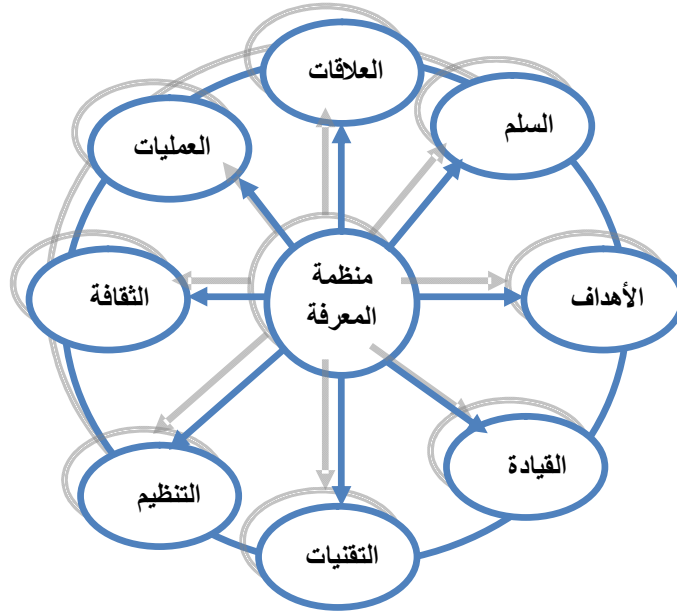 العلاقات
السلم
العمليات
منظمة
المعرفة
الأهداف
الثقافة
القيادة
التنظيم
التقنيات